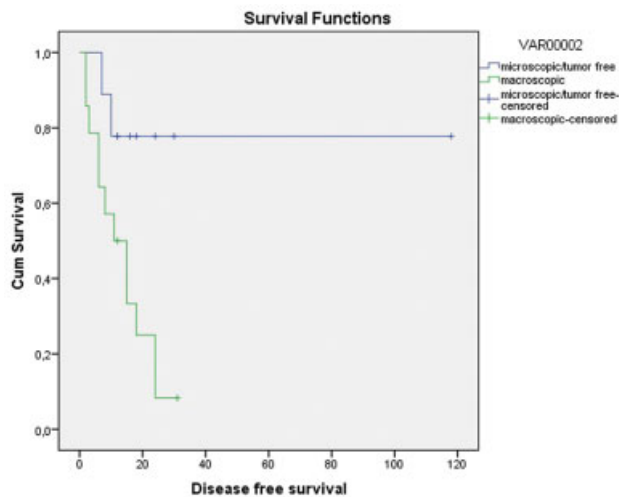 Survival Functions
VAR00002
microscopic/tumor free
macroscopic
microscopic/tumor free-
censored
macroscopic-censored
1,0
0,8
0,6
0,4
0,2
0,0
Cum Survival
0 20 40 60 80 100 120
Disease free survival